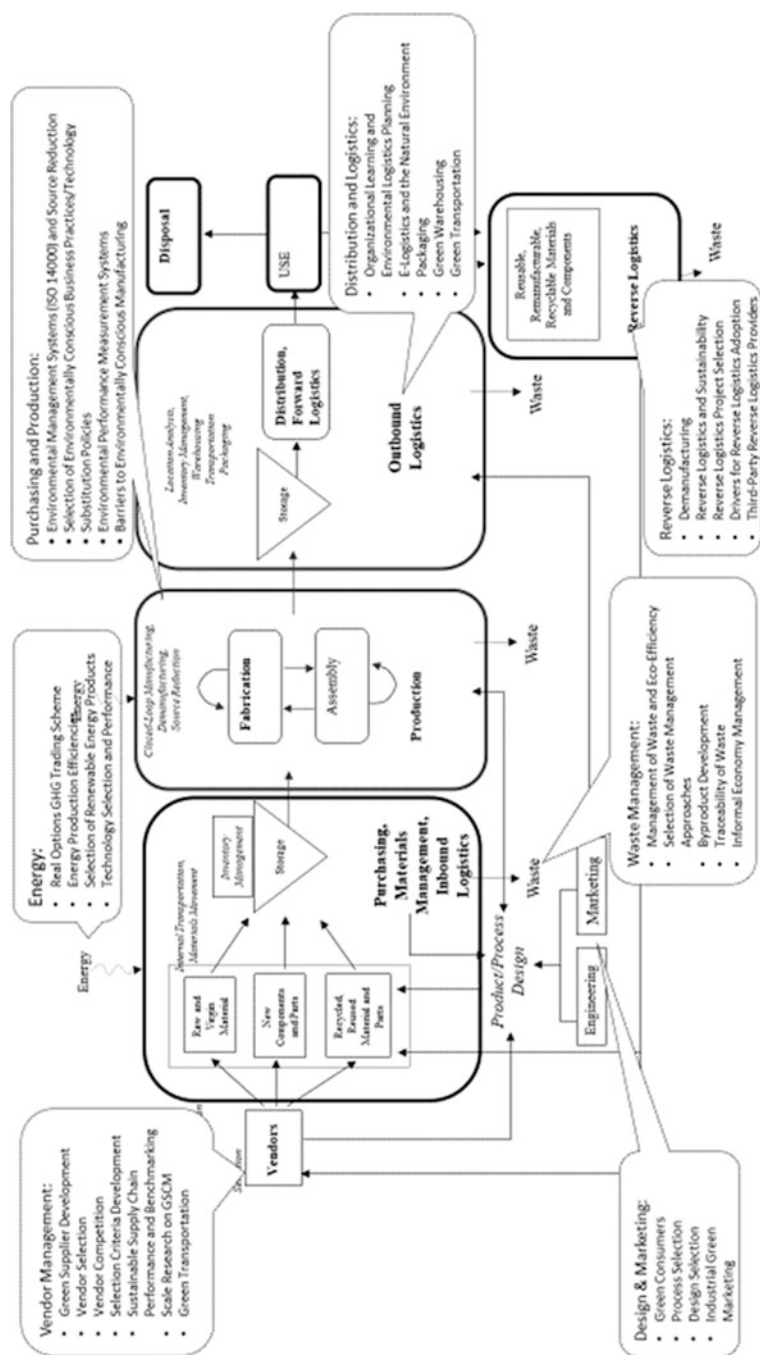 Vendor Management:
• Green Supplier Development
• Vendor Selection
• Vendor Competition
• Selection Criteria Development
• Sustainable Supply Chain
Performance and Benchmarking
• Scale Research on GSCM
• Green Transportation
Energy:
• Real Options GHG Trading Scheme
• Energy Production Efficiencies
• Selection of Renewable Energy Products
• Technology Selection and Performance
Purchasing and Production:
• Environmental Management Systems (ISO 14000) and Source Reduction
• Selection of Environmentally Conscious Business Practices/Technology
• Substitution Policies
• Environmental Performance Measurement Systems
• Barriers to Environmentally Conscious Manufacturing
Energy
Energy
Vendors
Internal Transportation,
Materials Movement
Raw and
Virgin
Material
New
Components
and Parts
Recycled,
Reused
Material and
Parts
Inventory
Management
Storage
Purchasing,
Materials
Management,
Inbound
Logistics
Closed-Loop Manufacturing,
Demanufacturing,
Source Reduction
Fabrication
Assembly
Production
Location Analysis,
Inventory Management,
Warehousing
Transportation
Packaging
Storage
Distribution,
Forward
Logistics
Outbound
Logistics
Disposal
USE
Distribution and Logistics:
• Organizational Learning and
Environmental Logistics Planning
• E-Logistics and the Natural Environment
• Packaging
• Green Warehousing
• Green Transportation
Reusable,
Remanufacturable,
Recyclable Materials
and Components
Reverse Logistics
Waste
Waste
Waste
Waste
Product/Process
Design
Engineering
Marketing
Design & Marketing:
• Green Consumers
• Process Selection
• Design Selection
• Industrial Green
Marketing
Waste Management:
• Management of Waste and Eco-Efficiency
• Selection of Waste Management
Approaches
• Byproduct Development
• Traceability of Waste
• Informal Economy Management
Reverse Logistics:
• Demanufacturing
• Reverse Logistics and Sustainability
• Reverse Logistics Project Selection
• Drivers for Reverse Logistics Adoption
• Third-Party Reverse Logistics Providers